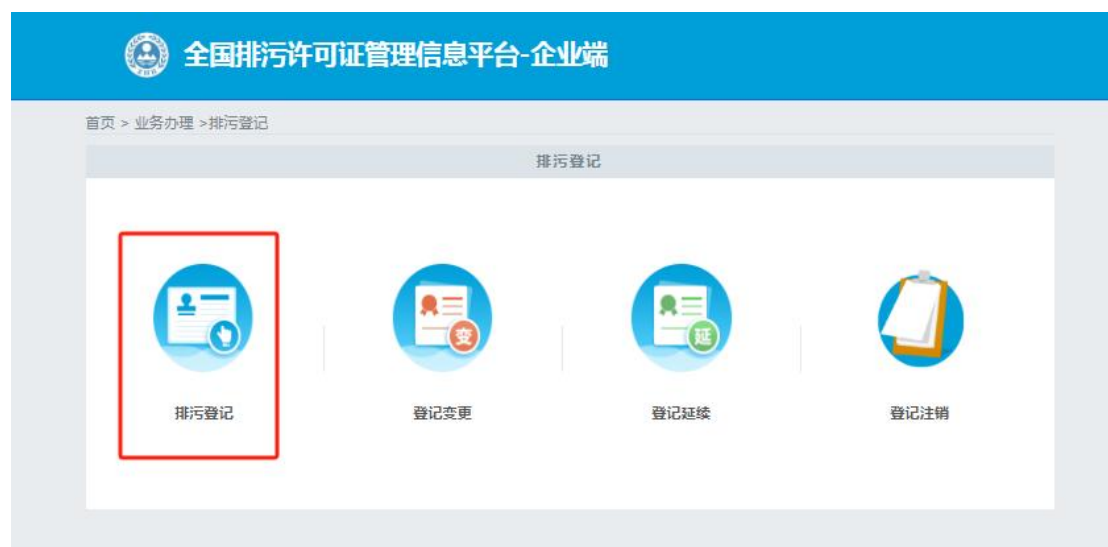 全国排污许可证管理信息平台-企业端
首页 > 业务办理 >排污登记
排污登记
变
延
排污登记
登记变更
登记延续
登记注销